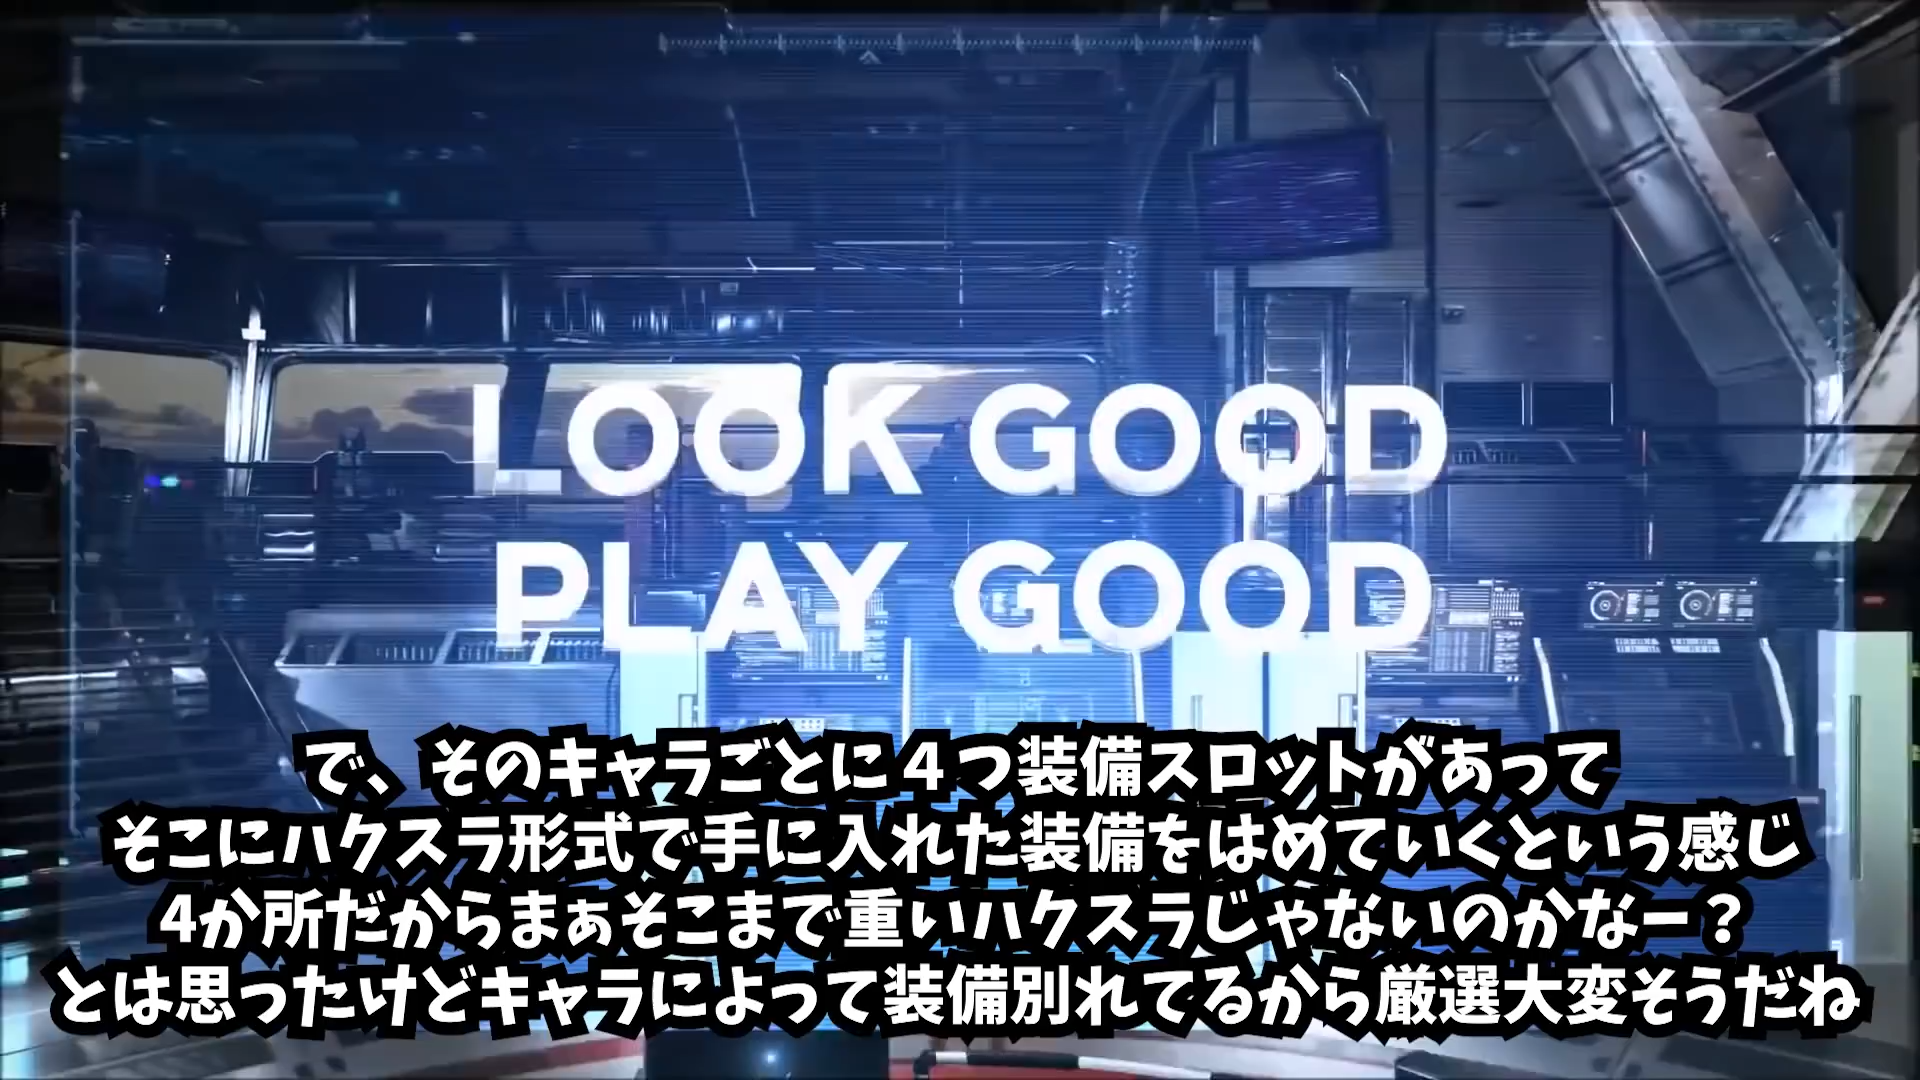 LOOK GOOD
PLAY GOOD
で、そのキャラごとに４つ装備スロットがあって
そこにハクスラ形式で手に入れた装備をはめていくという感じ
4か所だからまぁそこまで重いハクスラじゃないのかなー？
とは思ったけどキャラによって装備別れてるから厳選大変そうだね